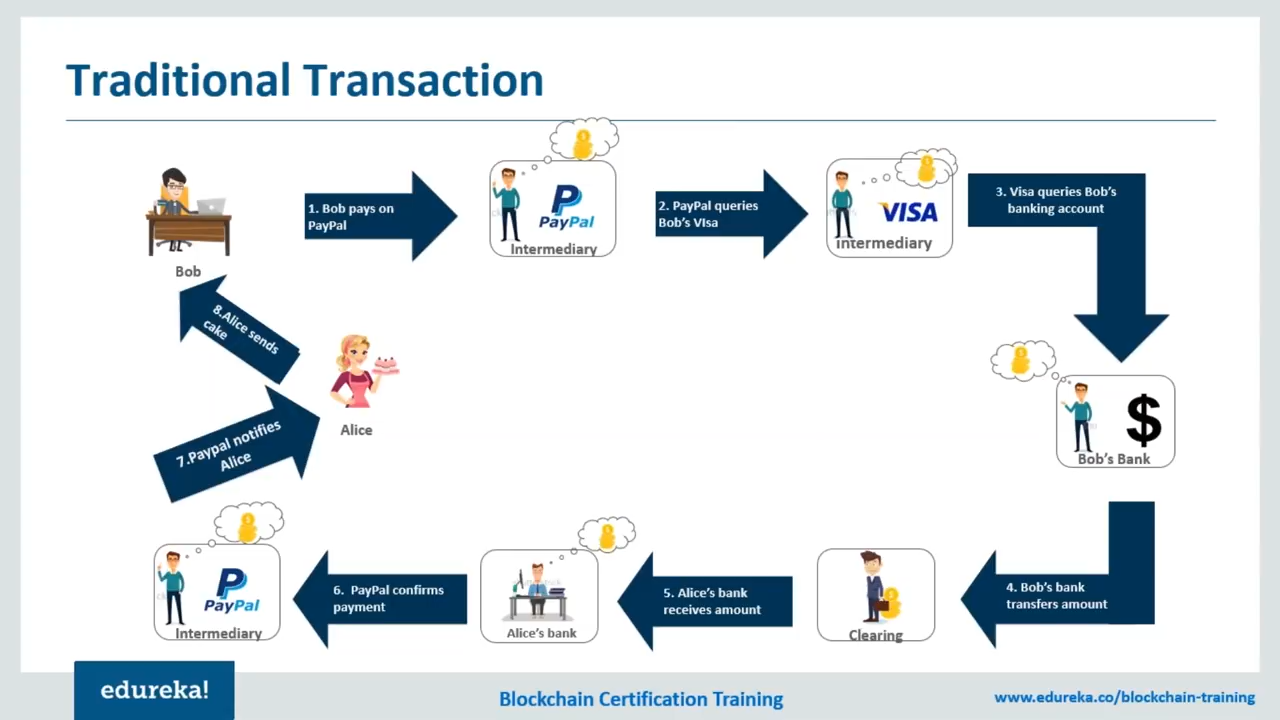 Traditional Transaction
1. Bob pays on
PayPal
PayPal
Intermediary
2. PayPal queries
Bob's VIsa
VISA
intermediary
3. Visa queries Bob's
banking account
Bob
8.Alice sends
cake
Alice
7.Paypal notifies
Alice
$
Bob's Bank
PayPal
Intermediary
6. PayPal confirms
payment
Alice's bank
5. Alice's bank
receives amount
Clearing
4. Bob's bank
transfers amount
edureka!
Blockchain Certification Training
www.edureka.co/blockchain-training